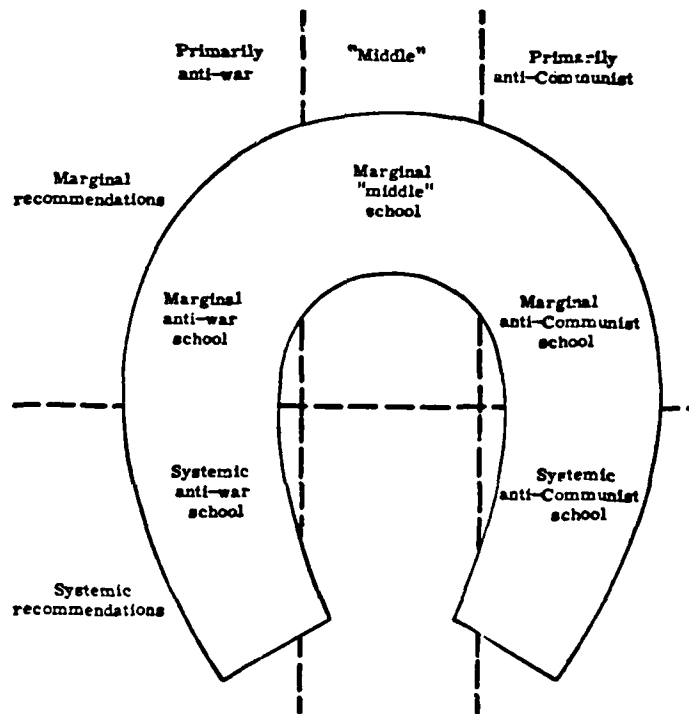 Primarily
anti-war
"Middle"
Primarily
anti-Communist
Marginal
recommendations
Marginal
"middle"
school
Marginal
anti-war
school
Marginal
anti-Communist
school
Systemic
anti-war
school
Systemic
anti-Communist
school
Systemic
recommendations